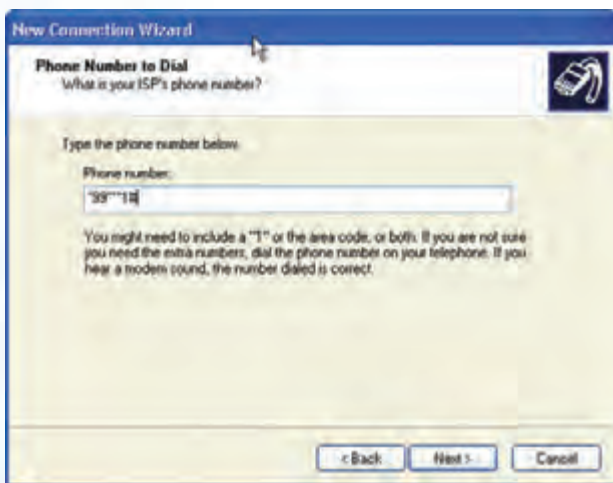 New Connection Wizard
Phone Number to Dial
What is your ISP's phone number?
Type the phone number below.
Phone number:
*99***1#
You might need to include a "1" or the area code, or both. If you are not sure
you need the extra numbers, dial the phone number on your telephone. If you
hear a modem sound, the number dialed is correct.
< Back
Next >
Cancel